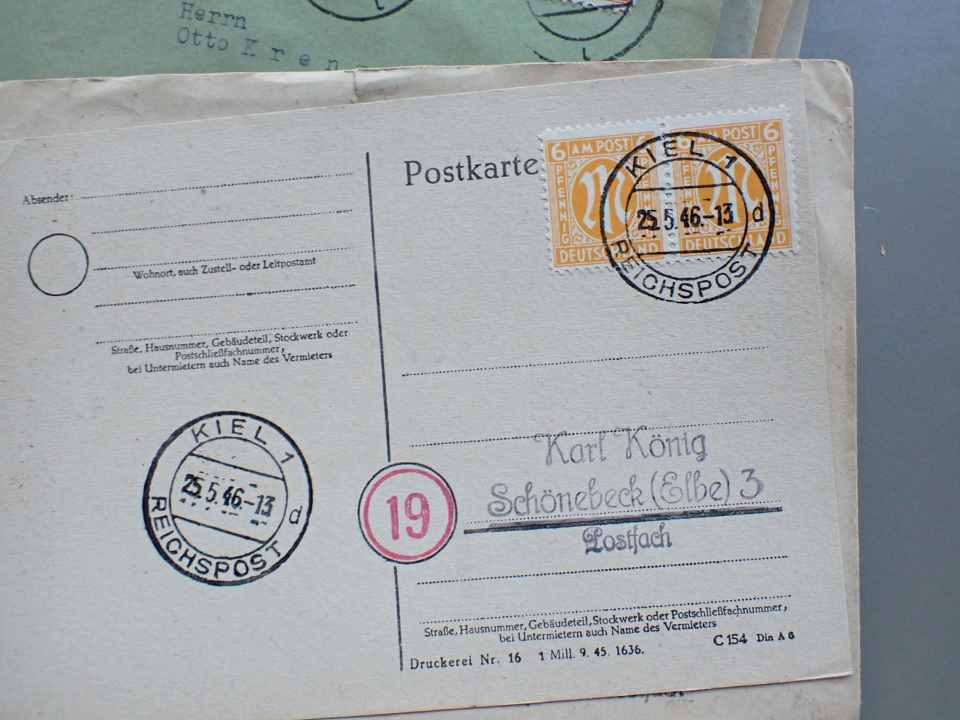 Herrn
Otto Kren
Postkarte
6 AM POST 6 AM POST 6
PFENNIG
PFENNIG
DEUTSCHLAND DEUTSCHLAND
KIEL 1
25.5.46.-13 d
REICHSPOST
Absender:
Wohnort, auch Zustell- oder Leitpostamt
Straße, Hausnummer, Gebäudeteil, Stockwerk oder
Postschließfachnummer,
bei Untermietern auch Name des Vermieters
KIEL 1
25.5.46.-13
d
REICHSPOST
19
Karl König
Schönebeck (Elbe) 3
Postfach
Straße, Hausnummer, Gebäudeteil, Stockwerk oder Postschließfachnummer,
bei Untermietern auch Name des Vermieters
C 154 Din A 6
Druckerei Nr. 16 1 Mill. 9. 45. 1636.